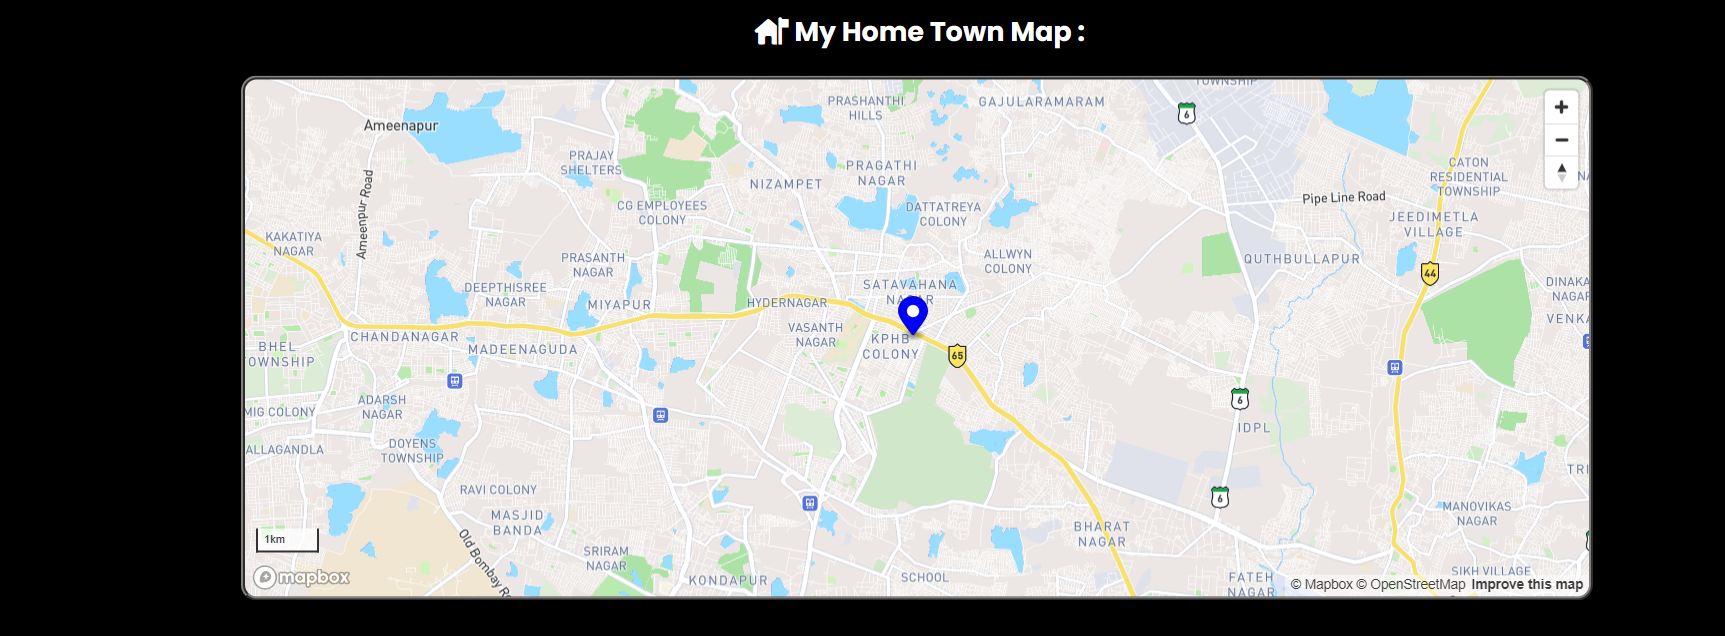 My Home Town Map :
TOWNSHIP
PRASHANTHI
HILLS
GAJULARAMARAM
6
Ameenapur
PRAJAY
SHELTERS
PRAGATHI
NAGAR
NIZAMPET
CATON
RESIDENTIAL
TOWNSHIP
NA
Ameenpur Road
CG EMPLOYEES
COLONY
DATTATREYA
COLONY
Pipe Line Road
JEEDIMETLA
VILLAGE
KAKATIYA
NAGAR
PRASANTH
NAGAR
ALLWYN
COLONY
QUTHBULLAPUR
44
DEEPTHISREE
NAGAR
MIYAPUR
HYDERNAGAR
SATAVAHANA
NAGAR
DINAKA
NAGAR
VENKA
CHANDANAGAR
MADEENAGUDA
VASANTH
NAGAR
KPHB
COLONY
65
BHEL
TOWNSHIP
ADARSH
NAGAR
MIG COLONY
6
IDPL
ALLAGANDLA
DOYENS
TOWNSHIP
TRI
RAVI COLONY
6
MASJID
BANDA
MANOVIKAS
NAGAR
BHARAT
NAGAR
1km
Old Bombay Ro
SRIRAM
NAGAR
KONDAPUR
SCHOOL
FATEH
NAGAR
SIKH VILLAGE
mapbox
© Mapbox © OpenStreetMap Improve this map